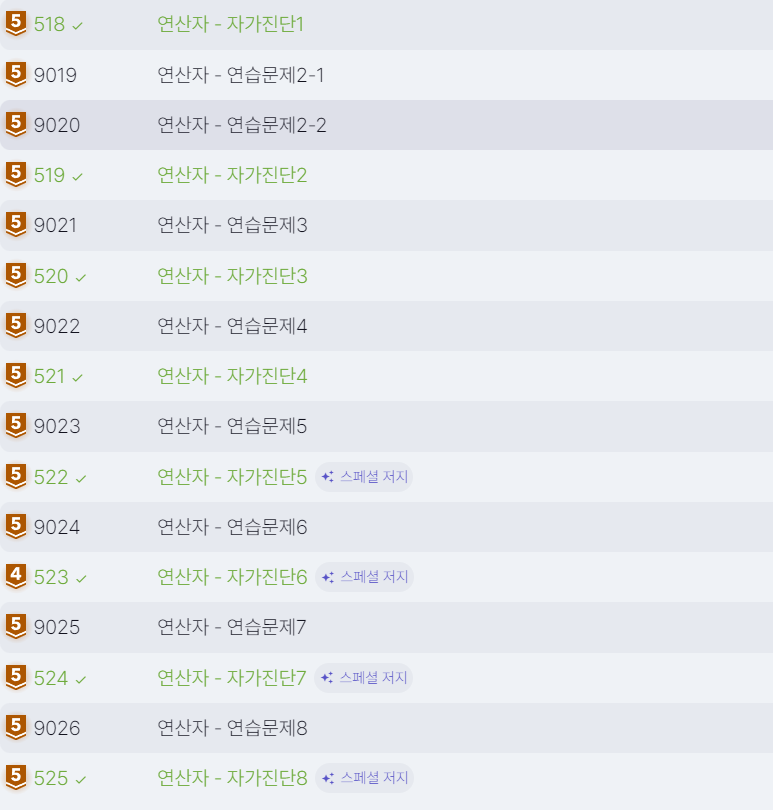 5 518 ✓ 연산자 - 자가진단1
5 9019 연산자 - 연습문제2-1
5 9020 연산자 - 연습문제2-2
5 519 ✓ 연산자 - 자가진단2
5 9021 연산자 - 연습문제3
5 520 ✓ 연산자 - 자가진단3
5 9022 연산자 - 연습문제4
5 521 ✓ 연산자 - 자가진단4
5 9023 연산자 - 연습문제5
5 522 ✓ 연산자 - 자가진단5 스페셜 저지
5 9024 연산자 - 연습문제6
4 523 ✓ 연산자 - 자가진단6 스페셜 저지
5 9025 연산자 - 연습문제7
5 524 ✓ 연산자 - 자가진단7 스페셜 저지
5 9026 연산자 - 연습문제8
5 525 ✓ 연산자 - 자가진단8 스페셜 저지